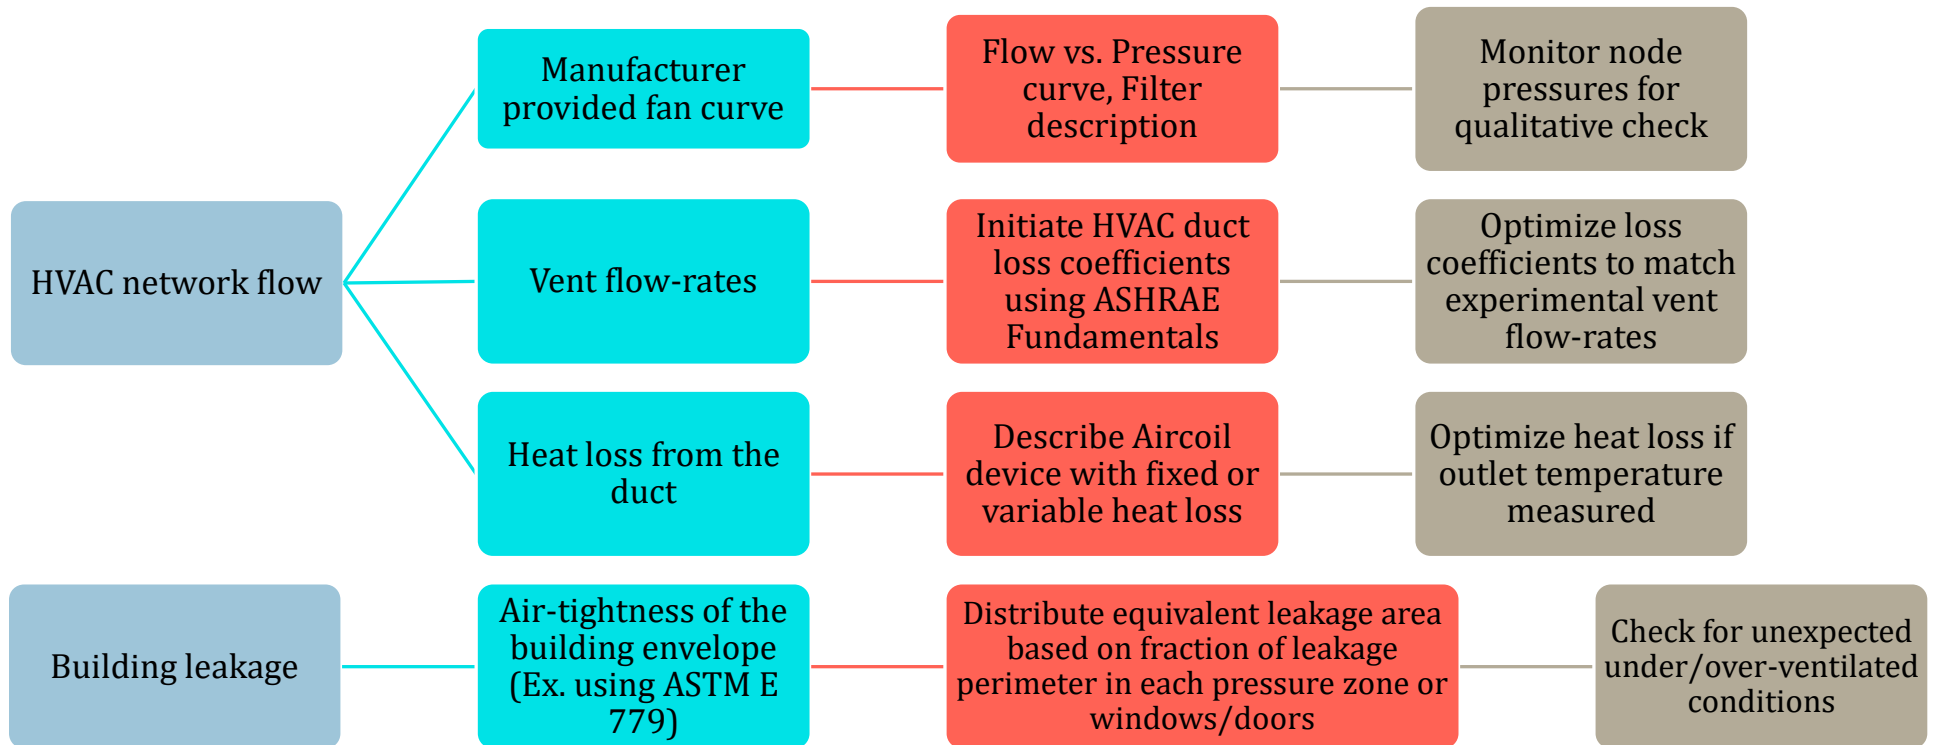 HVAC network flow
Manufacturer
provided fan curve
Flow vs. Pressure
curve, Filter
description
Monitor node
pressures for
qualitative check
Vent flow-rates
Initiate HVAC duct
loss coefficients
using ASHRAE
Fundamentals
Optimize loss
coefficients to match
experimental vent
flow-rates
Heat loss from the
duct
Describe Aircoil
device with fixed or
variable heat loss
Optimize heat loss if
outlet temperature
measured
Building leakage
Air-tightness of the
building envelope
(Ex. using ASTM E
779)
Distribute equivalent leakage area
based on fraction of leakage
perimeter in each pressure zone or
windows/doors
Check for unexpected
under/over-ventilated
conditions